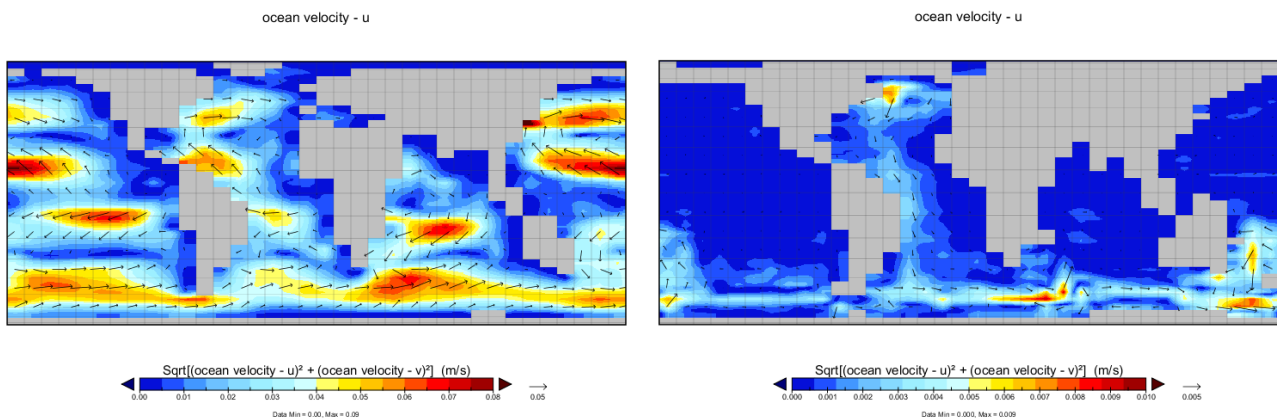 ocean velocity - u
Sqrt[(ocean velocity - u)² + (ocean velocity - v)²]  (m/s)
0.00 0.01 0.02 0.03 0.04 0.05 0.06 0.07 0.08 0.05
Data Min = 0.00, Max = 0.09
ocean velocity - u
Sqrt[(ocean velocity - u)² + (ocean velocity - v)²]  (m/s)
0.000 0.001 0.002 0.003 0.004 0.005 0.006 0.007 0.008 0.009 0.010 0.005
Data Min = 0.000, Max = 0.009